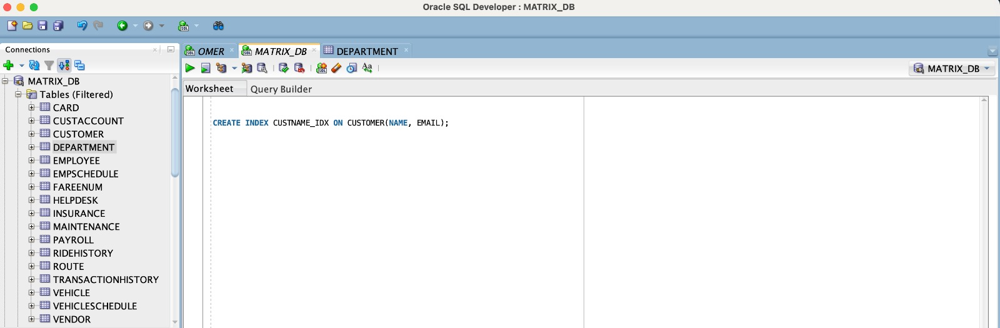 Oracle SQL Developer : MATRIX_DB
SQL
Connections
OMER
MATRIX_DB
DEPARTMENT
MATRIX_DB
MATRIX_DB
Worksheet
Query Builder
Tables (Filtered)
CARD
CUSTACCOUNT
CUSTOMER
DEPARTMENT
EMPLOYEE
EMPSCHEDULE
FAREENUM
HELPDESK
INSURANCE
MAINTENANCE
PAYROLL
RIDEHISTORY
ROUTE
TRANSACTIONHISTORY
VEHICLE
VEHICLESCHEDULE
VENDOR
CREATE INDEX CUSTNAME_IDX ON CUSTOMER(NAME, EMAIL);